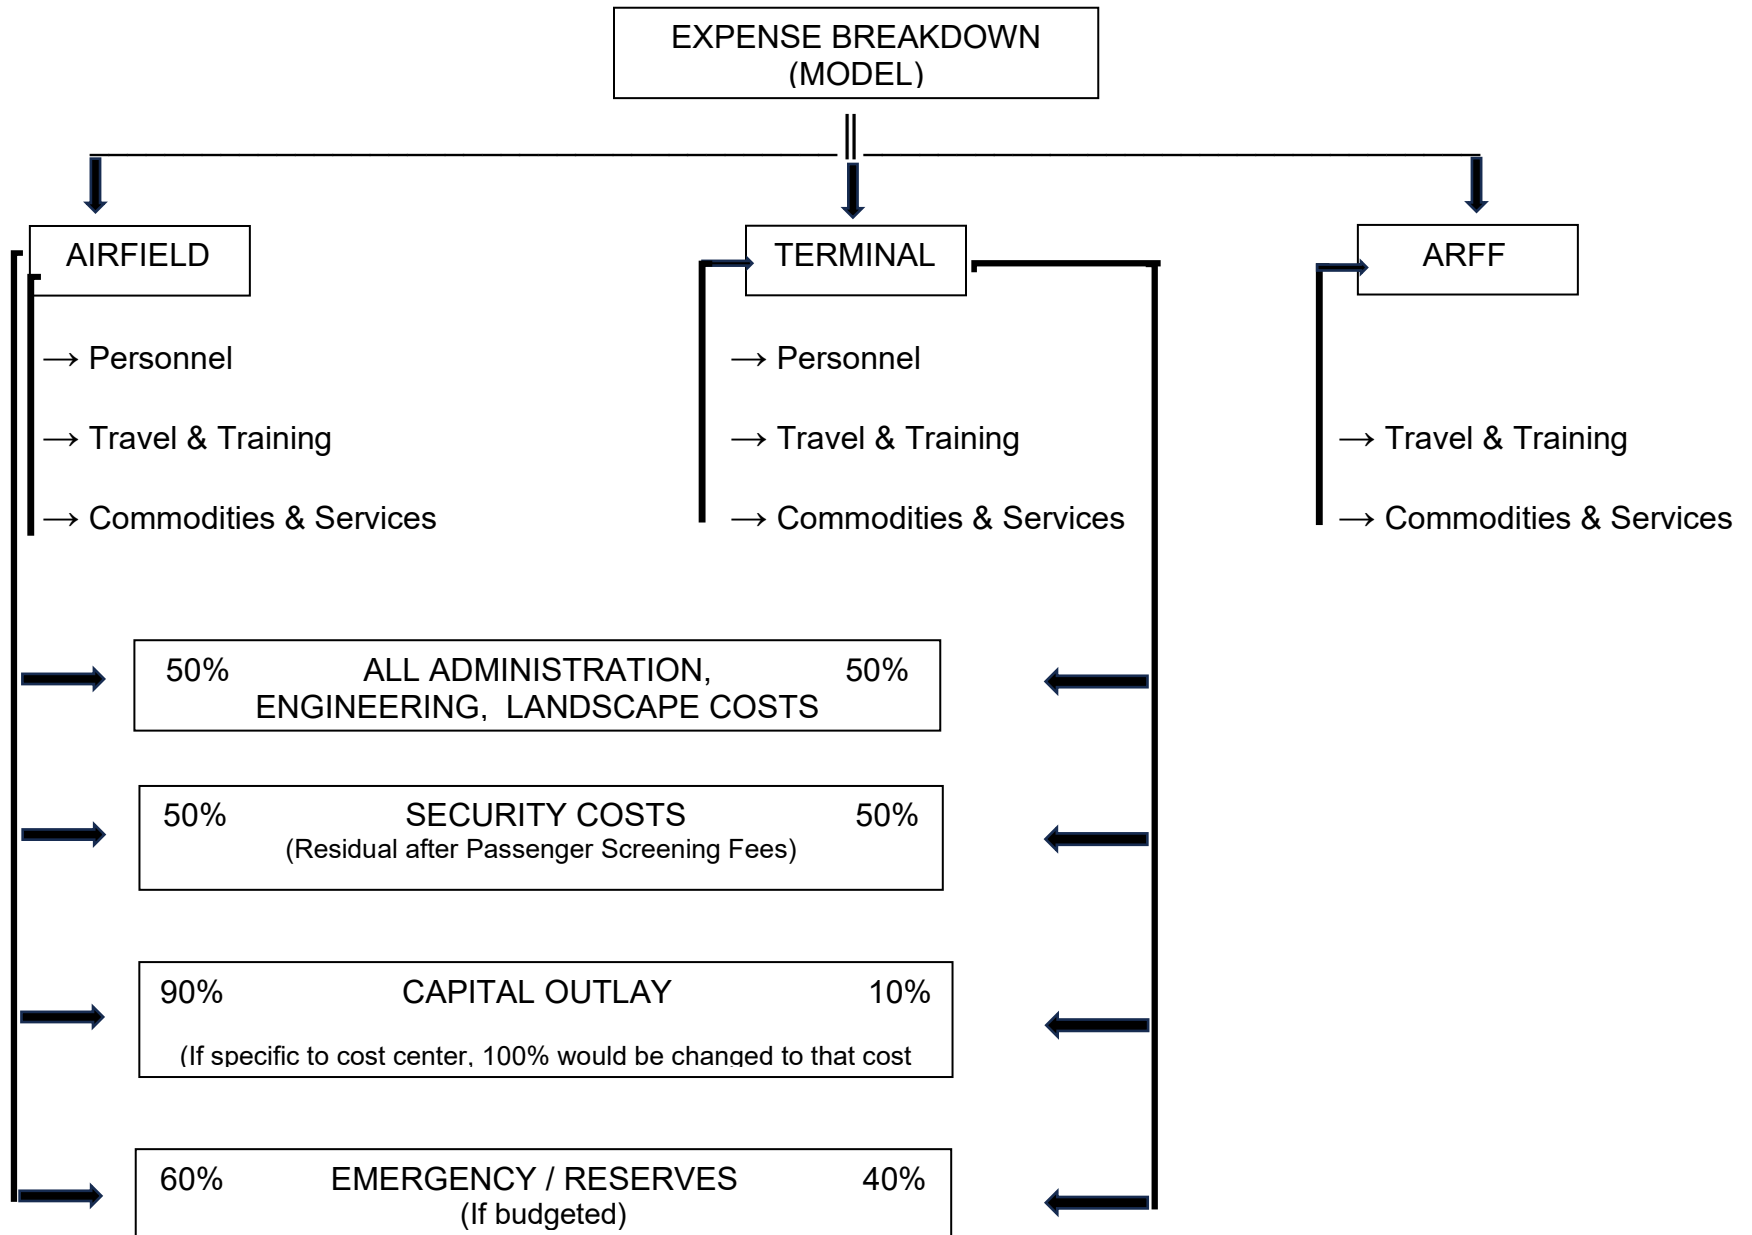 EXPENSE BREAKDOWN
(MODEL)
AIRFIELD
TERMINAL
ARFF
→ Personnel
→ Personnel
→ Travel & Training
→ Travel & Training
→ Travel & Training
→ Commodities & Services
→ Commodities & Services
→ Commodities & Services
50% ALL ADMINISTRATION, 50%
ENGINEERING, LANDSCAPE COSTS
50% SECURITY COSTS 50%
(Residual after Passenger Screening Fees)
90% CAPITAL OUTLAY 10%
(If specific to cost center, 100% would be changed to that cost
60% EMERGENCY / RESERVES 40%
(If budgeted)